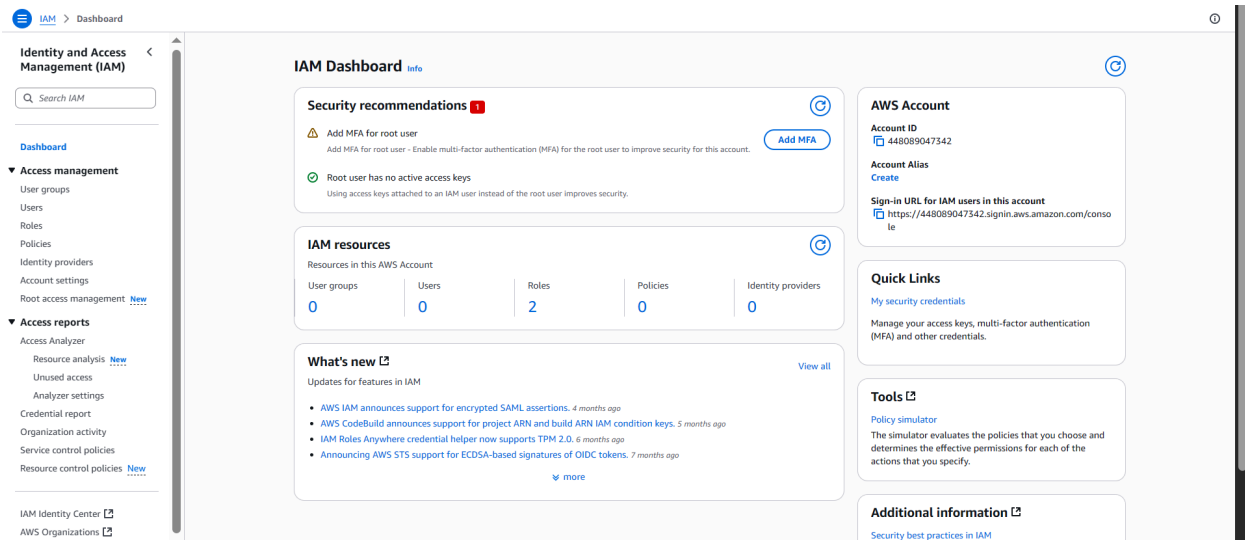 IAM > Dashboard
Identity and Access
Management (IAM)
Search IAM
Dashboard
Access management
User groups
Users
Roles
Policies
Identity providers
Account settings
Root access management New
Access reports
Access Analyzer
Resource analysis New
Unused access
Analyzer settings
Credential report
Organization activity
Service control policies
Resource control policies New
IAM Identity Center
AWS Organizations
IAM Dashboard Info
Security recommendations 1
Add MFA for root user
Add MFA for root user - Enable multi-factor authentication (MFA) for the root user to improve security for this account.
Add MFA
Root user has no active access keys
Using access keys attached to an IAM user instead of the root user improves security.
IAM resources
Resources in this AWS Account
User groups Users Roles Policies Identity providers
0 0 2 0 0
What's new
View all
Updates for features in IAM
AWS IAM announces support for encrypted SAML assertions. 4 months ago
AWS CodeBuild announces support for project ARN and build ARN IAM condition keys. 5 months ago
IAM Roles Anywhere credential helper now supports TPM 2.0. 6 months ago
Announcing AWS STS support for ECDSA-based signatures of OIDC tokens. 7 months ago
more
AWS Account
Account ID
448089047342
Account Alias
Create
Sign-in URL for IAM users in this account
https://448089047342.signin.aws.amazon.com/conso
le
Quick Links
My security credentials
Manage your access keys, multi-factor authentication
(MFA) and other credentials.
Tools
Policy simulator
The simulator evaluates the policies that you choose and
determines the effective permissions for each of the
actions that you specify.
Additional information
Security best practices in IAM